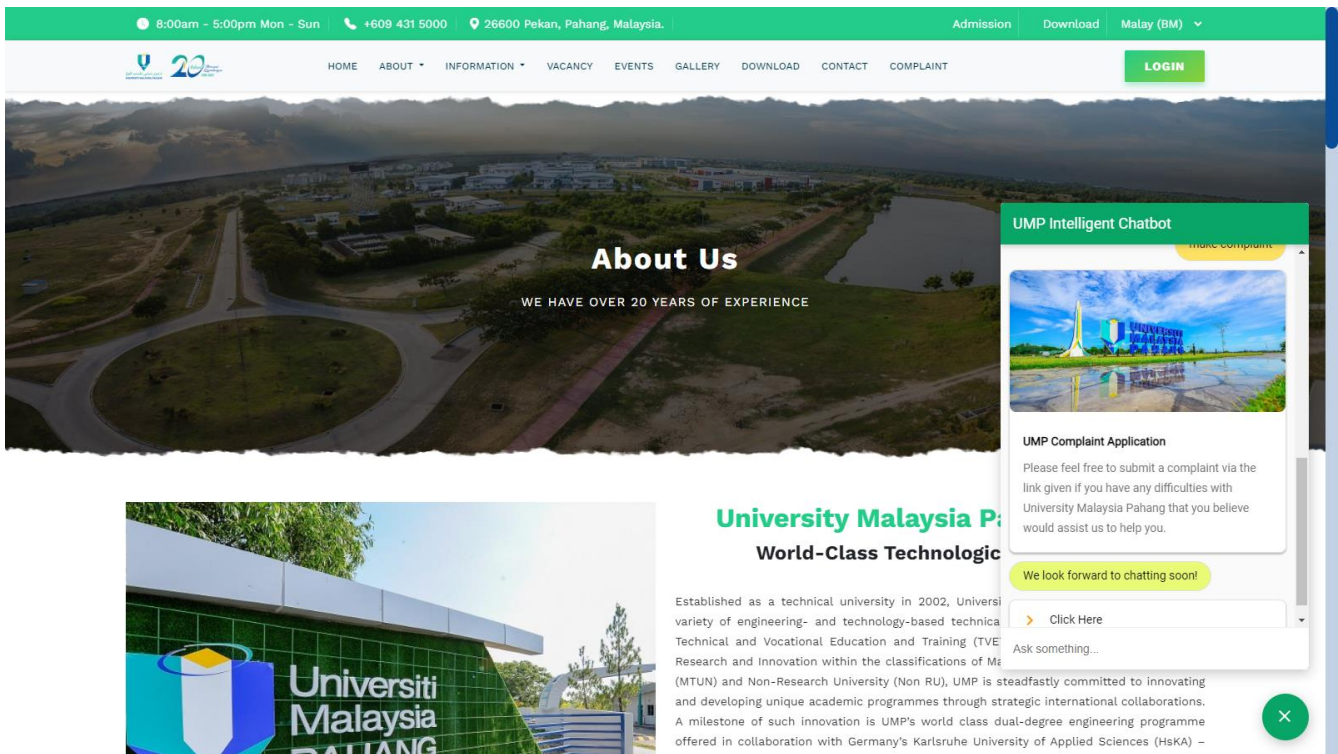 8:00am - 5:00pm Mon - Sun
+609 431 5000
26600 Pekan, Pahang, Malaysia.
Admission
Download
Malay (BM)
20
HOME
ABOUT
INFORMATION
VACANCY
EVENTS
GALLERY
DOWNLOAD
CONTACT
COMPLAINT
LOGIN
About Us
WE HAVE OVER 20 YEARS OF EXPERIENCE
University Malaysia Pa
World-Class Technologic
Established as a technical university in 2002, Universi
variety of engineering- and technology-based technica
Technical and Vocational Education and Training (TVE
Research and Innovation within the classifications of Ma
(MTUN) and Non-Research University (Non RU), UMP is steadfastly committed to innovating
and developing unique academic programmes through strategic international collaborations.
A milestone of such innovation is UMP's world class dual-degree engineering programme
offered in collaboration with Germany's Karlsruhe University of Applied Sciences (HsKA) –
Universiti
Malaysia
PAHANG
UMP Intelligent Chatbot
make complaint
UNIVERSITI
MALAYSIA
PAHANG
UMP Complaint Application
Please feel free to submit a complaint via the
link given if you have any difficulties with
University Malaysia Pahang that you believe
would assist us to help you.
We look forward to chatting soon!
Click Here
Ask something...